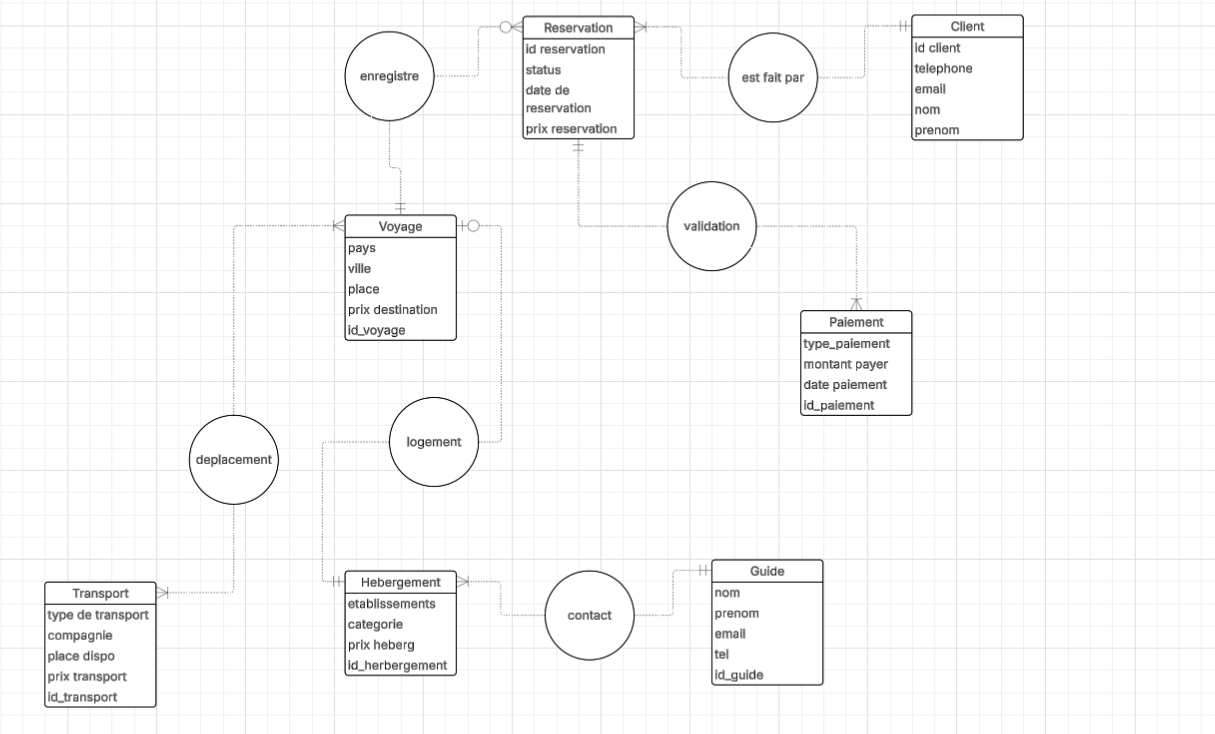 enregistre
Reservation
id reservation
status
date de
reservation
prix reservation
est fait par
Client
id client
telephone
email
nom
prenom
validation
Voyage
pays
ville
place
prix destination
id_voyage
Paiement
type_paiement
montant payer
date paiement
id_paiement
logement
deplacement
Transport
type de transport
compagnie
place dispo
prix transport
id_transport
Hebergement
etablissements
categorie
prix heberg
id_herbergement
contact
Guide
nom
prenom
email
tel
id_guide